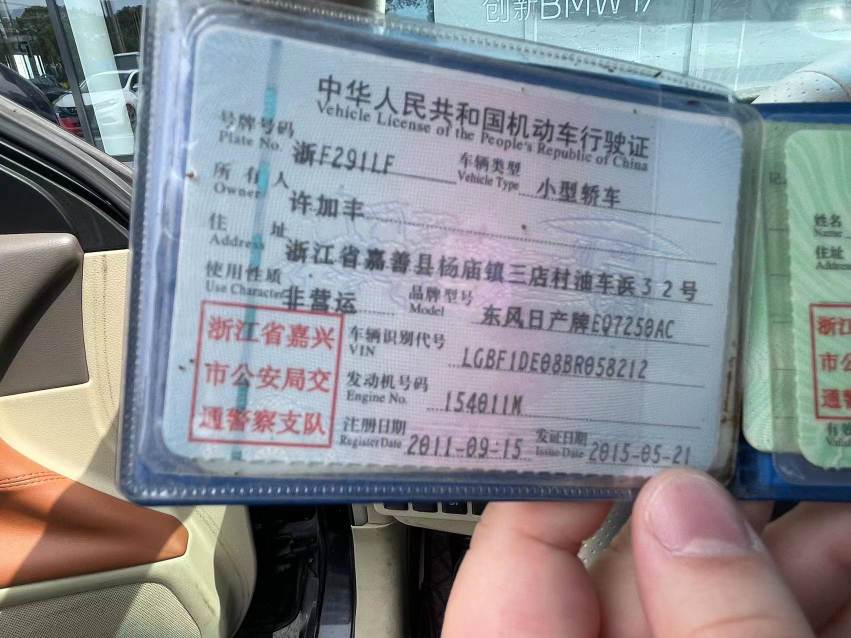 创新BMW
中华人民共和国机动车行驶证
Vehicle License of the People's Republic of China
号牌号码 浙F291LF 车辆类型 小型轿车
Plate No. Vehicle Type
所有人 许加丰
Owner
住址 浙江省嘉善县杨庙镇三店村油车浜32号
Address
使用性质 非营运 品牌型号 东风日产牌EQ7250AC
Use Character Model
浙江省嘉兴
市公安局交
通警察支队
车辆识别代号 LGBF1DE08BR058212
VIN
发动机号码 154011M
Engine No.
注册日期 2011-09-15 发证日期 2015-05-21
Register Date Issue Date
姓名
Name
住址
Address